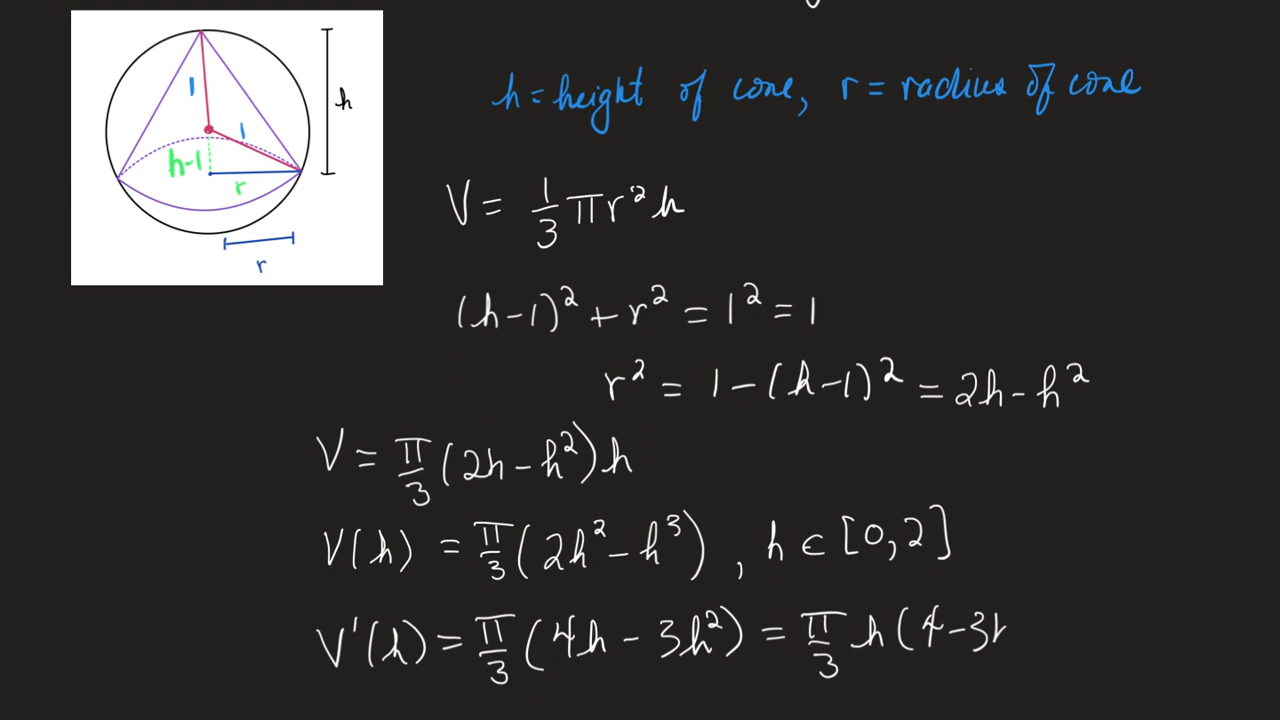 1
h
1
h-1
r
r
h = height of cone, r = radius of cone
V = 1/3 πr²h
(h-1)² + r² = 1² = 1
r² = 1 - (h-1)² = 2h - h²
V = π/3 (2h - h²)h
V(h) = π/3 (2h² - h³), h ∈ [0,2]
V'(h) = π/3 (4h - 3h²) = π/3 h(4-3